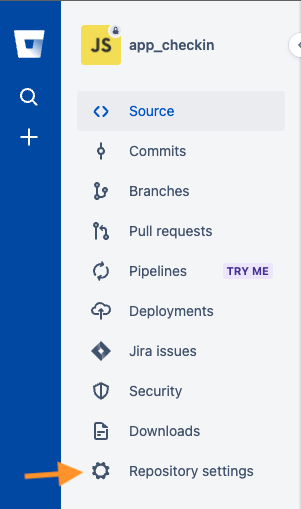 JS
app_checkin
Source
Commits
Branches
Pull requests
Pipelines TRY ME
Deployments
Jira issues
Security
Downloads
Repository settings